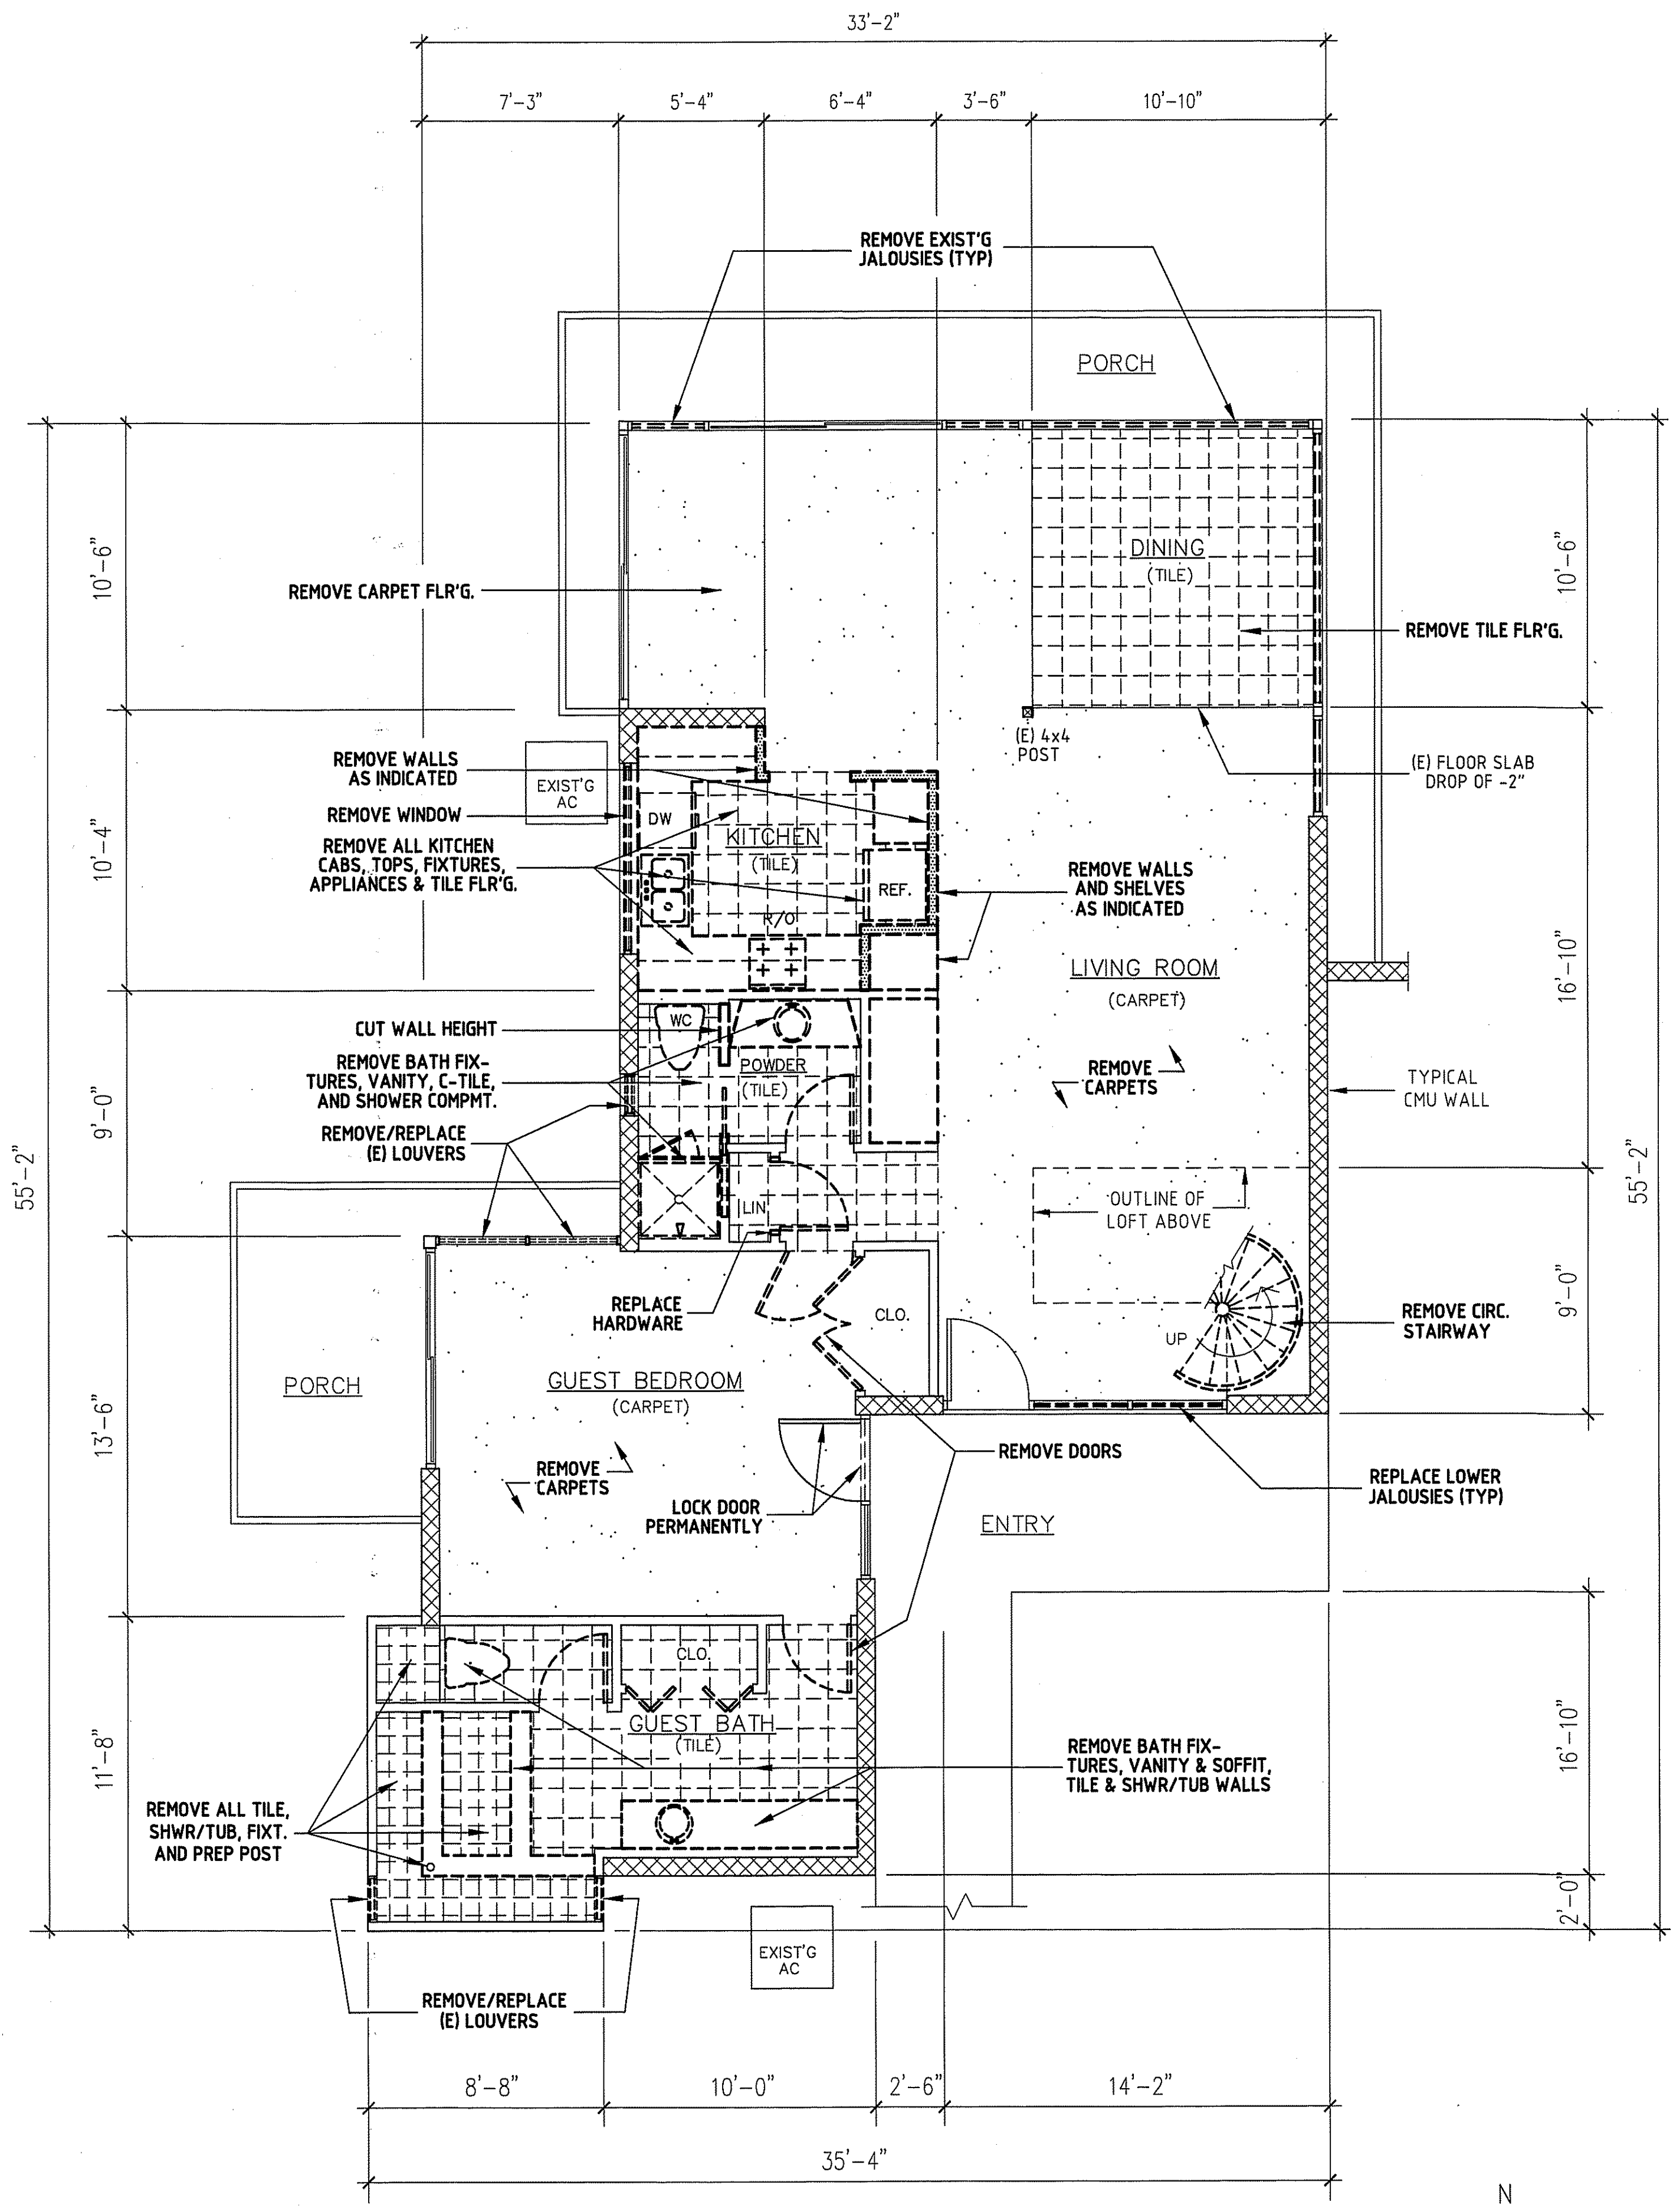 33'-2"
7'-3"
5'-4"
6'-4"
3'-6"
10'-10"
REMOVE EXIST'G
JALOUSIES (TYP)
PORCH
10'-6"
10'-6"
DINING
(TILE)
REMOVE CARPET FLR'G.
REMOVE TILE FLR'G.
(E) 4x4
POST
(E) FLOOR SLAB
DROP OF -2"
REMOVE WALLS
AS INDICATED
EXIST'G
AC
REMOVE WINDOW
DW
KITCHEN
(TILE)
10'-4"
REMOVE ALL KITCHEN
CABS, TOPS, FIXTURES,
APPLIANCES & TILE FLR'G.
REF.
R/O
REMOVE WALLS
AND SHELVES
AS INDICATED
LIVING ROOM
(CARPET)
16'-10"
CUT WALL HEIGHT
WC
REMOVE BATH FIX-
TURES, VANITY, C-TILE,
AND SHOWER COMPMT.
POWDER
(TILE)
REMOVE
CARPETS
TYPICAL
CMU WALL
9'-0"
REMOVE/REPLACE
(E) LOUVERS
55'-2"
55'-2"
LIN
OUTLINE OF
LOFT ABOVE
REPLACE
HARDWARE
CLO.
UP
REMOVE CIRC.
STAIRWAY
9'-0"
PORCH
GUEST BEDROOM
(CARPET)
13'-6"
REMOVE
CARPETS
REMOVE DOORS
REPLACE LOWER
JALOUSIES (TYP)
LOCK DOOR
PERMANENTLY
ENTRY
CLO.
GUEST BATH
(TILE)
11'-8"
REMOVE BATH FIX-
TURES, VANITY & SOFFIT,
TILE & SHWR/TUB WALLS
16'-10"
REMOVE ALL TILE,
SHWR/TUB, FIXT.
AND PREP POST
2'-0"
EXIST'G
AC
REMOVE/REPLACE
(E) LOUVERS
8'-8"
10'-0"
2'-6"
14'-2"
35'-4"
N